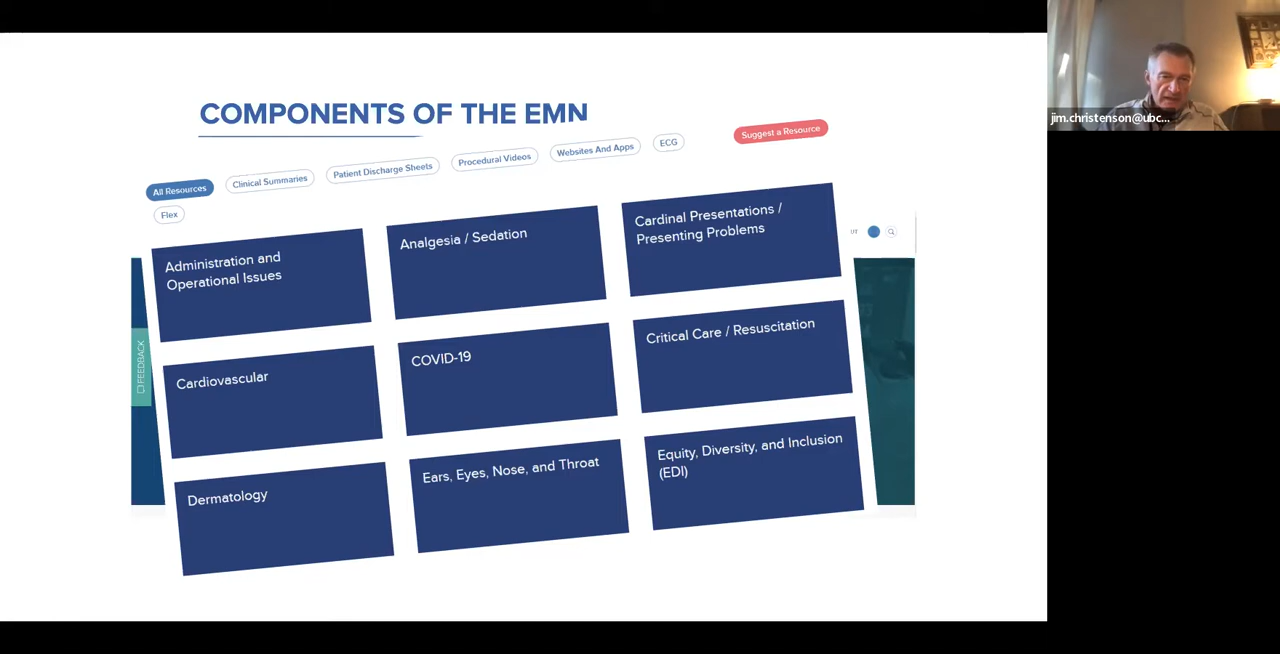 COMPONENTS OF THE EMN
All Resources
Clinical Summaries
Patient Discharge Sheets
Procedural Videos
Websites And Apps
ECG
Suggest a Resource
Flex
Administration and
Operational Issues
Analgesia / Sedation
Cardinal Presentations /
Presenting Problems
Cardiovascular
COVID-19
Critical Care / Resuscitation
Dermatology
Ears, Eyes, Nose, and Throat
Equity, Diversity, and Inclusion
(EDI)
FEEDBACK
jim.christenson@ubc...